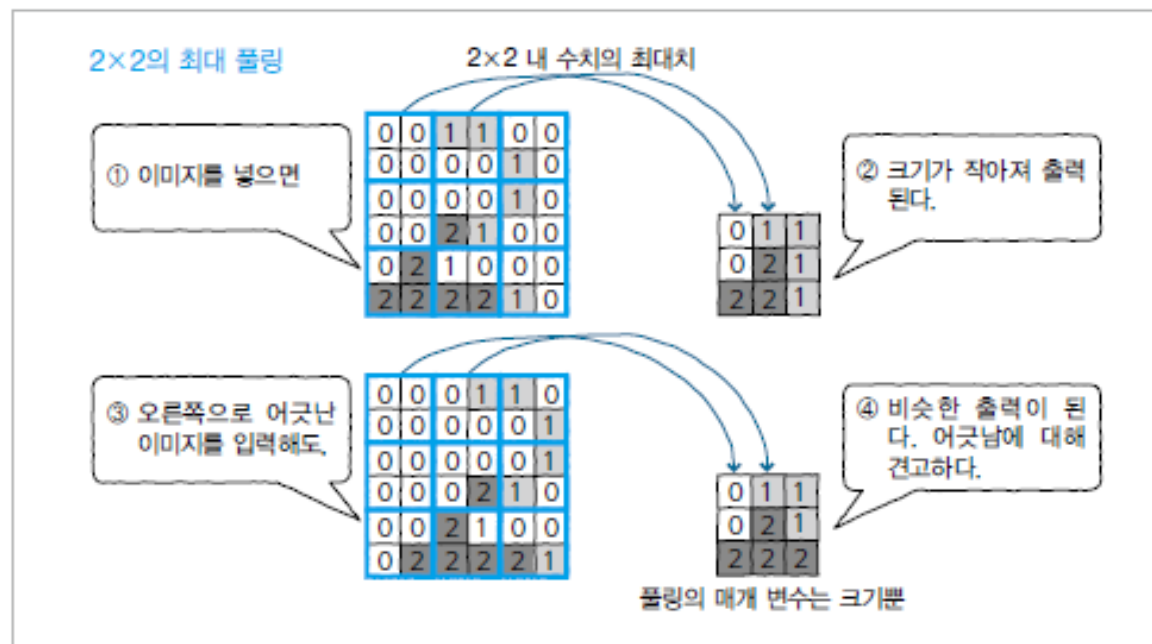 2×2의 최대 풀링
2×2 내 수치의 최대치
① 이미지를 넣으면
0 0 1 1 0 0
0 0 0 0 1 0
0 0 0 0 1 0
0 0 2 1 0 0
0 2 1 0 0 0
2 2 2 2 1 0
0 1 1
0 2 1
2 2 1
② 크기가 작아져 출력
된다.
③ 오른쪽으로 어긋난
이미지를 입력해도,
0 0 0 1 1 0
0 0 0 0 0 1
0 0 0 0 0 1
0 0 0 2 1 0
0 0 2 1 0 0
0 2 2 2 2 1
0 1 1
0 2 1
2 2 2
④ 비슷한 출력이 된
다. 어긋남에 대해
견고하다.
풀링의 매개 변수는 크기뿐